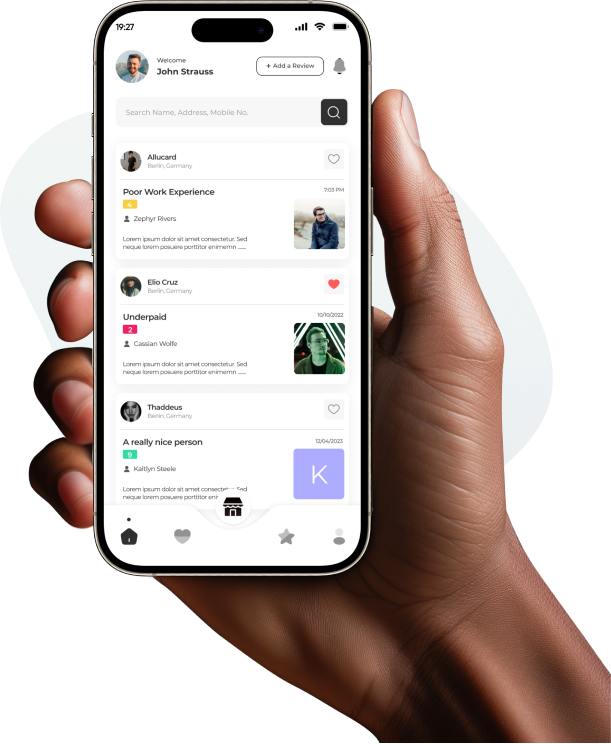 19:27
Welcome
John Strauss
+ Add a Review
Search Name, Address, Mobile No.
Allucard
Berlin, Germany
Poor Work Experience
7:03 PM
4
Zephyr Rivers
Lorem ipsum dolor sit amet consectetur. Sed
neque lorem posuere porttitor enimemn ......
Elio Cruz
Berlin, Germany
Underpaid
10/10/2022
2
Cassian Wolfe
Lorem ipsum dolor sit amet consectetur. Sed
neque lorem posuere porttitor enimemn ......
Thaddeus
Berlin, Germany
A really nice person
12/04/2023
9
Kaitlyn Steele
K
Lorem ipsum dolor sit amet consectetur. Sed
neque lorem posuere porttitor